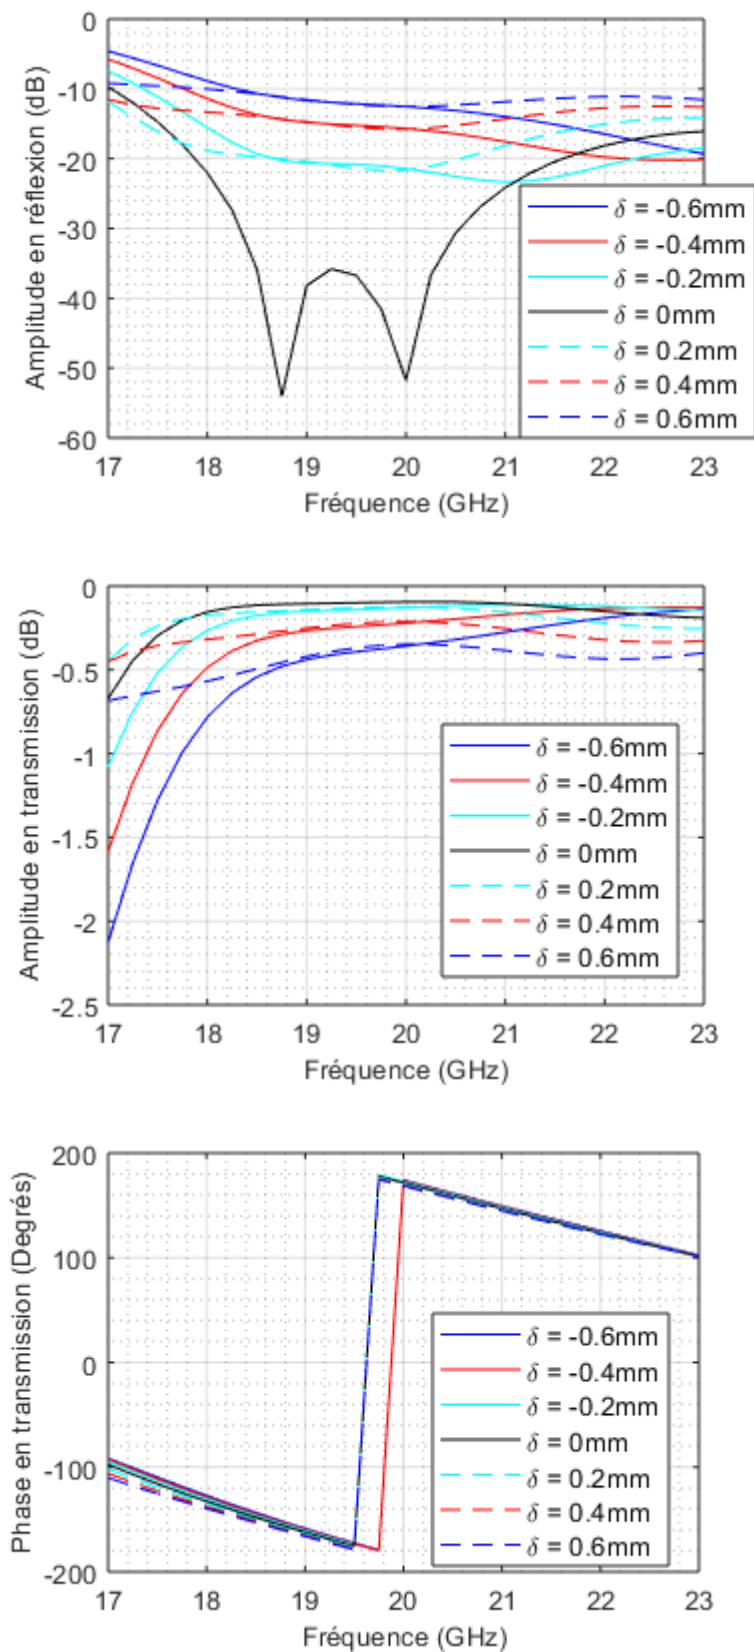 Amplitude en réflexion (dB)
0
-10
-20
-30
-40
-50
-60
17 18 19 20 21 22 23
Fréquence (GHz)
δ = -0.6mm
δ = -0.4mm
δ = -0.2mm
δ = 0mm
δ = 0.2mm
δ = 0.4mm
δ = 0.6mm
Amplitude en transmission (dB)
0
-0.5
-1
-1.5
-2
-2.5
17 18 19 20 21 22 23
Fréquence (GHz)
δ = -0.6mm
δ = -0.4mm
δ = -0.2mm
δ = 0mm
δ = 0.2mm
δ = 0.4mm
δ = 0.6mm
Phase en transmission (Degrés)
200
100
0
-100
-200
17 18 19 20 21 22 23
Fréquence (GHz)
δ = -0.6mm
δ = -0.4mm
δ = -0.2mm
δ = 0mm
δ = 0.2mm
δ = 0.4mm
δ = 0.6mm